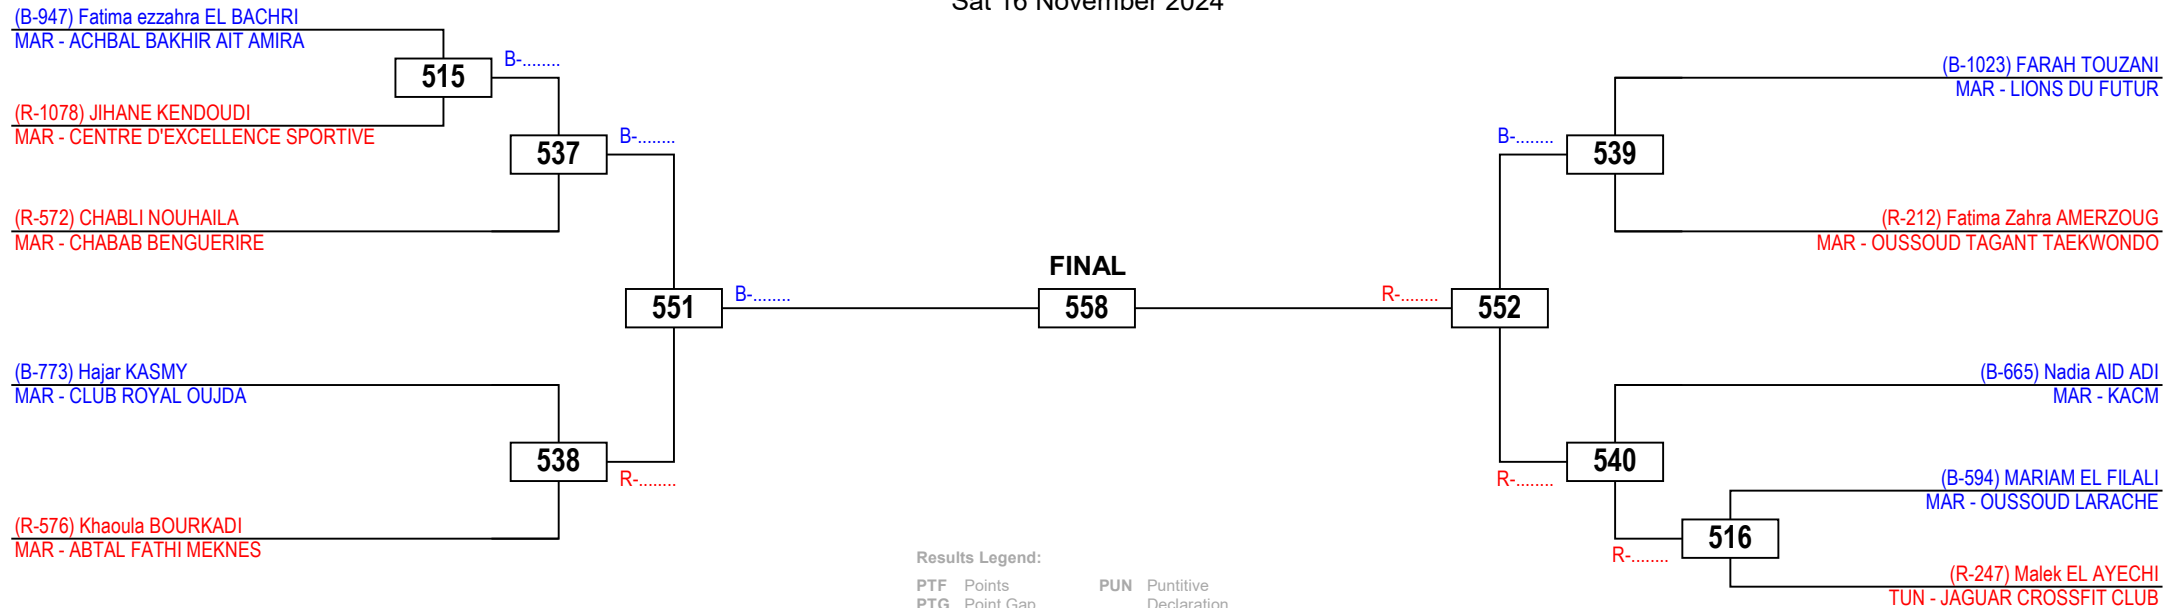 Sat 16 November 2024
(B-947) Fatima ezzahra EL BACHRI
MAR - ACHBAL BAKHIR AIT AMIRA
515
B-........
(R-1078) JIHANE KENDOUDI
MAR - CENTRE D'EXCELLENCE SPORTIVE
537
B-........
(R-572) CHABLI NOUHAILA
MAR - CHABAB BENGUERIRE
551
B-........
(B-773) Hajar KASMY
MAR - CLUB ROYAL OUJDA
538
R-........
(R-576) Khaoula BOURKADI
MAR - ABTAL FATHI MEKNES
FINAL
558
(B-1023) FARAH TOUZANI
MAR - LIONS DU FUTUR
B-........
539
(R-212) Fatima Zahra AMERZOUG
MAR - OUSSOUD TAGANT TAEKWONDO
R-........
552
(B-665) Nadia AID ADI
MAR - KACM
R-........
540
(B-594) MARIAM EL FILALI
MAR - OUSSOUD LARACHE
R-........
516
(R-247) Malek EL AYECHI
TUN - JAGUAR CROSSFIT CLUB
Results Legend:
PTF Points PUN Puntitive
PTG Point Gap Declaration